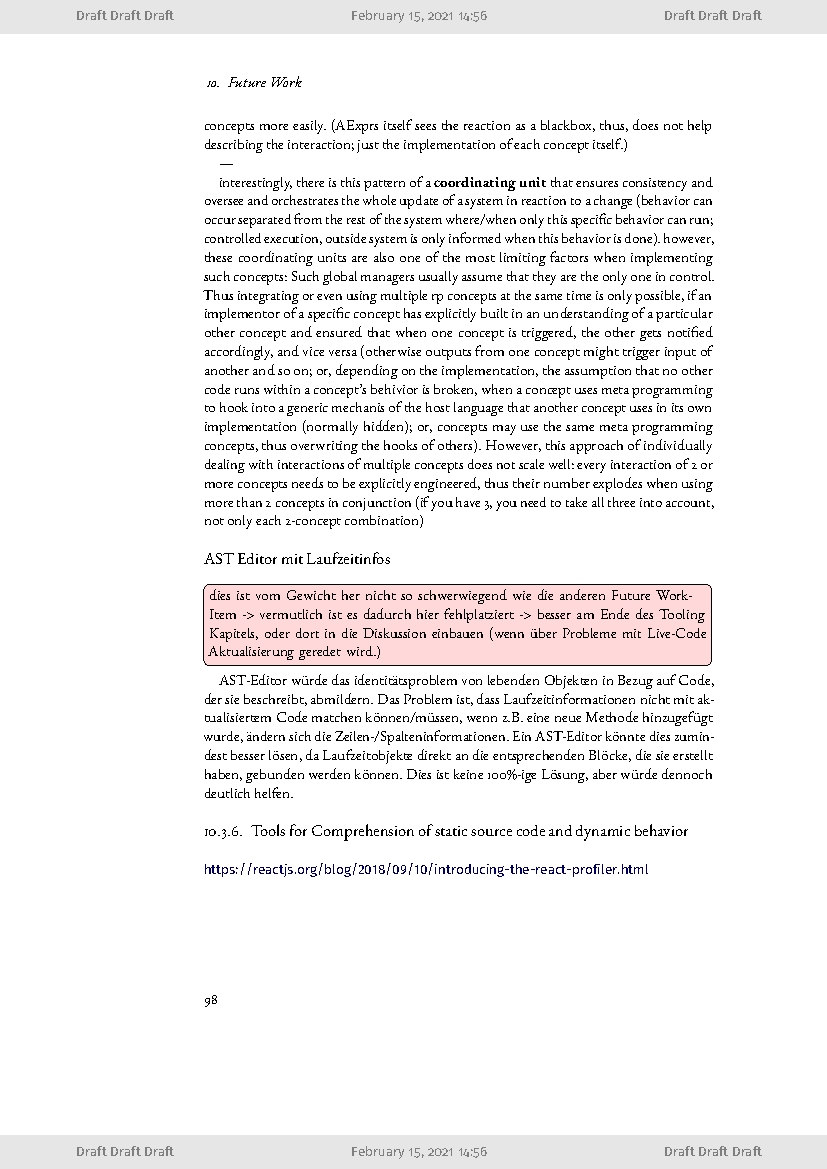 Draft Draft Draft February 15, 2021 14:56 Draft Draft Draft
10. Future Work
concepts more easily. (AExprs itself sees the reaction as a blackbox, thus, does not help
describing the interaction; just the implementation of each concept itself.)
—
interestingly, there is this pattern of a coordinating unit that ensures consistency and
oversee and orchestrates the whole update of a system in reaction to a change (behavior can
occur separated from the rest of the system where/when only this specific behavior can run;
controlled execution, outside system is only informed when this behavior is done). however,
these coordinating units are also one of the most limiting factors when implementing
such concepts: Such global managers usually assume that they are the only one in control.
Thus integrating or even using multiple rp concepts at the same time is only possible, if an
implementor of a specific concept has explicitly built in an understanding of a particular
other concept and ensured that when one concept is triggered, the other gets notified
accordingly, and vice versa (otherwise outputs from one concept might trigger input of
another and so on; or, depending on the implementation, the assumption that no other
code runs within a concept's behivior is broken, when a concept uses meta programming
to hook into a generic mechanis of the host language that another concept uses in its own
implementation (normally hidden); or, concepts may use the same meta programming
concepts, thus overwriting the hooks of others). However, this approach of individually
dealing with interactions of multiple concepts does not scale well: every interaction of 2 or
more concepts needs to be explicitly engineered, thus their number explodes when using
more than 2 concepts in conjunction (if you have 3, you need to take all three into account,
not only each 2-concept combination)
AST Editor mit Laufzeitinfos
dies ist vom Gewicht her nicht so schwerwiegend wie die anderen Future Work-
Item -> vermutlich ist es dadurch hier fehlplatziert -> besser am Ende des Tooling
Kapitels, oder dort in die Diskussion einbauen (wenn über Probleme mit Live-Code
Aktualisierung geredet wird.)
AST-Editor würde das identitätsproblem von lebenden Objekten in Bezug auf Code,
der sie beschreibt, abmildern. Das Problem ist, dass Laufzeitinformationen nicht mit ak-
tualisiertem Code matchen können/müssen, wenn z.B. eine neue Methode hinzugefügt
wurde, ändern sich die Zeilen-/Spalteninformationen. Ein AST-Editor könnte dies zumin-
dest besser lösen, da Laufzeitobjekte direkt an die entsprechenden Blöcke, die sie erstellt
haben, gebunden werden können. Dies ist keine 100%-ige Lösung, aber würde dennoch
deutlich helfen.
10.3.6. Tools for Comprehension of static source code and dynamic behavior
https://reactjs.org/blog/2018/09/10/introducing-the-react-profiler.html
98
Draft Draft Draft February 15, 2021 14:56 Draft Draft Draft